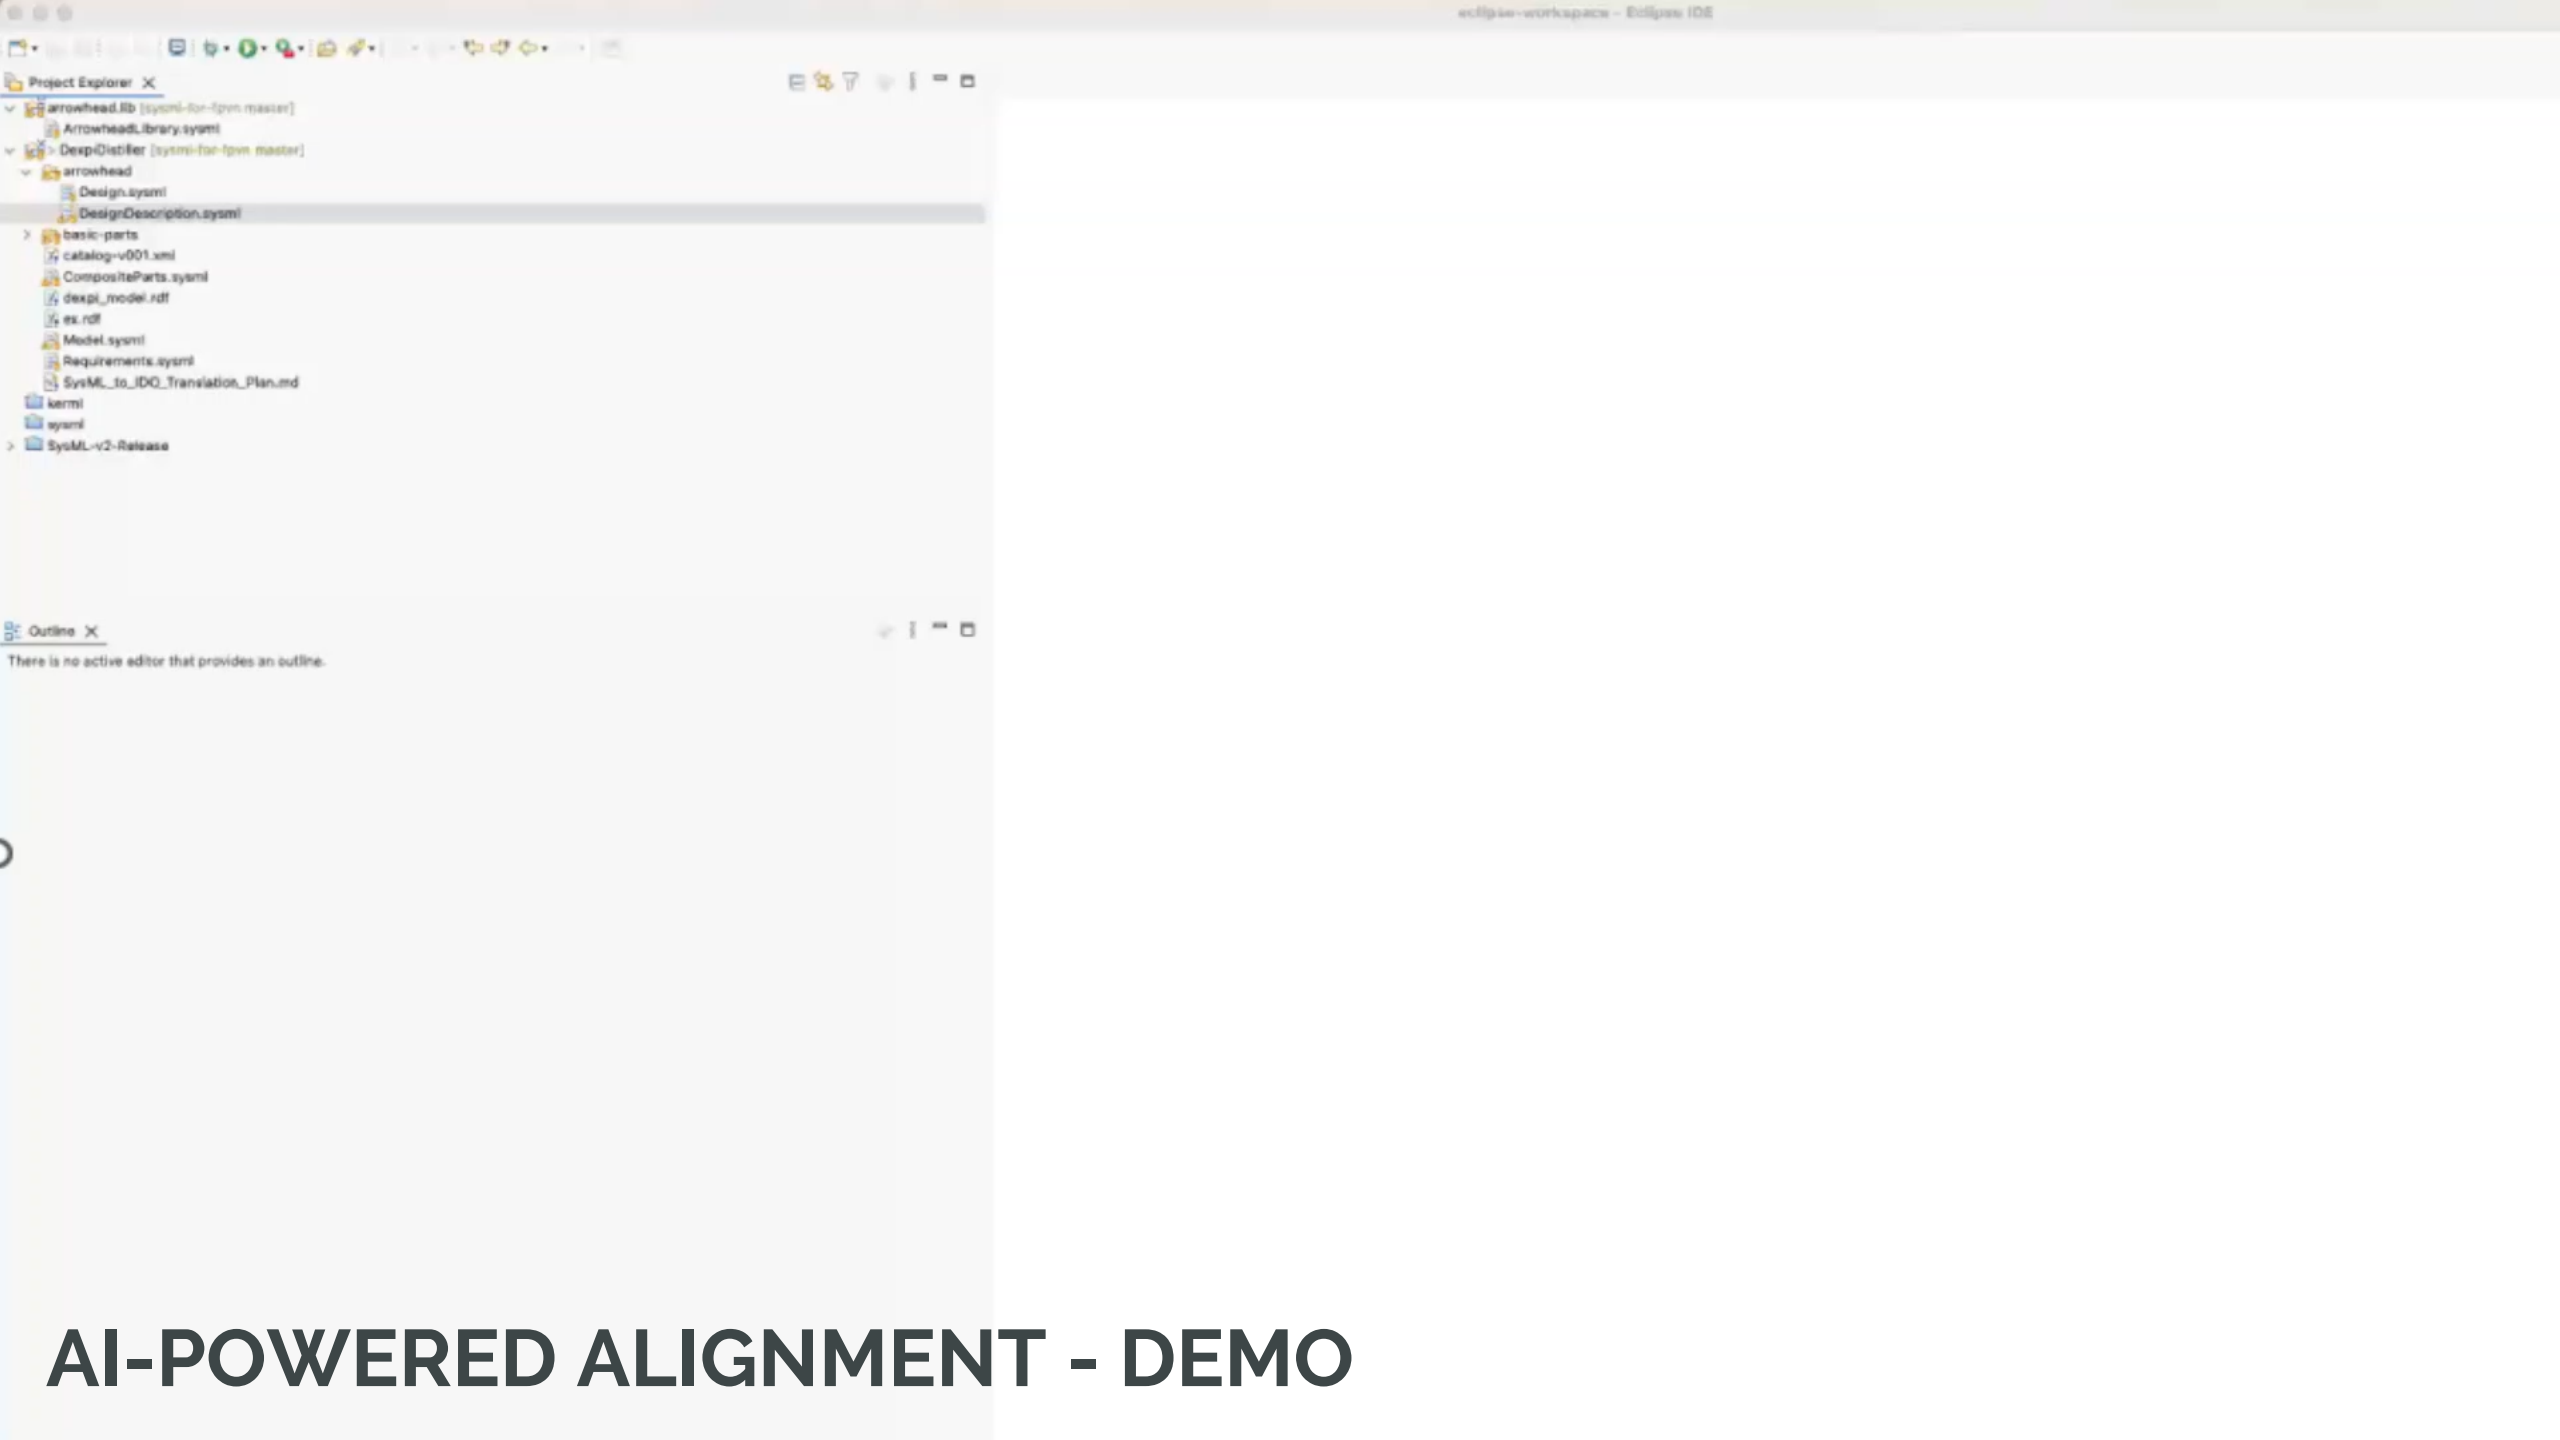 eclipse-workspace - Eclipse IDE
Project Explorer
arrowhead.lib [sysml-for-fpvn master]
ArrowheadLibrary.sysml
> DexpiDistiller [sysml-for-fpvn master]
arrowhead
Design.sysml
DesignDescription.sysml
basic-parts
catalog-v001.xml
CompositeParts.sysml
dexpi_model.rdf
ex.rdf
Model.sysml
Requirements.sysml
SysML_to_IDO_Translation_Plan.md
kerml
sysml
SysML-v2-Release
Outline
There is no active editor that provides an outline.
AI-POWERED ALIGNMENT - DEMO